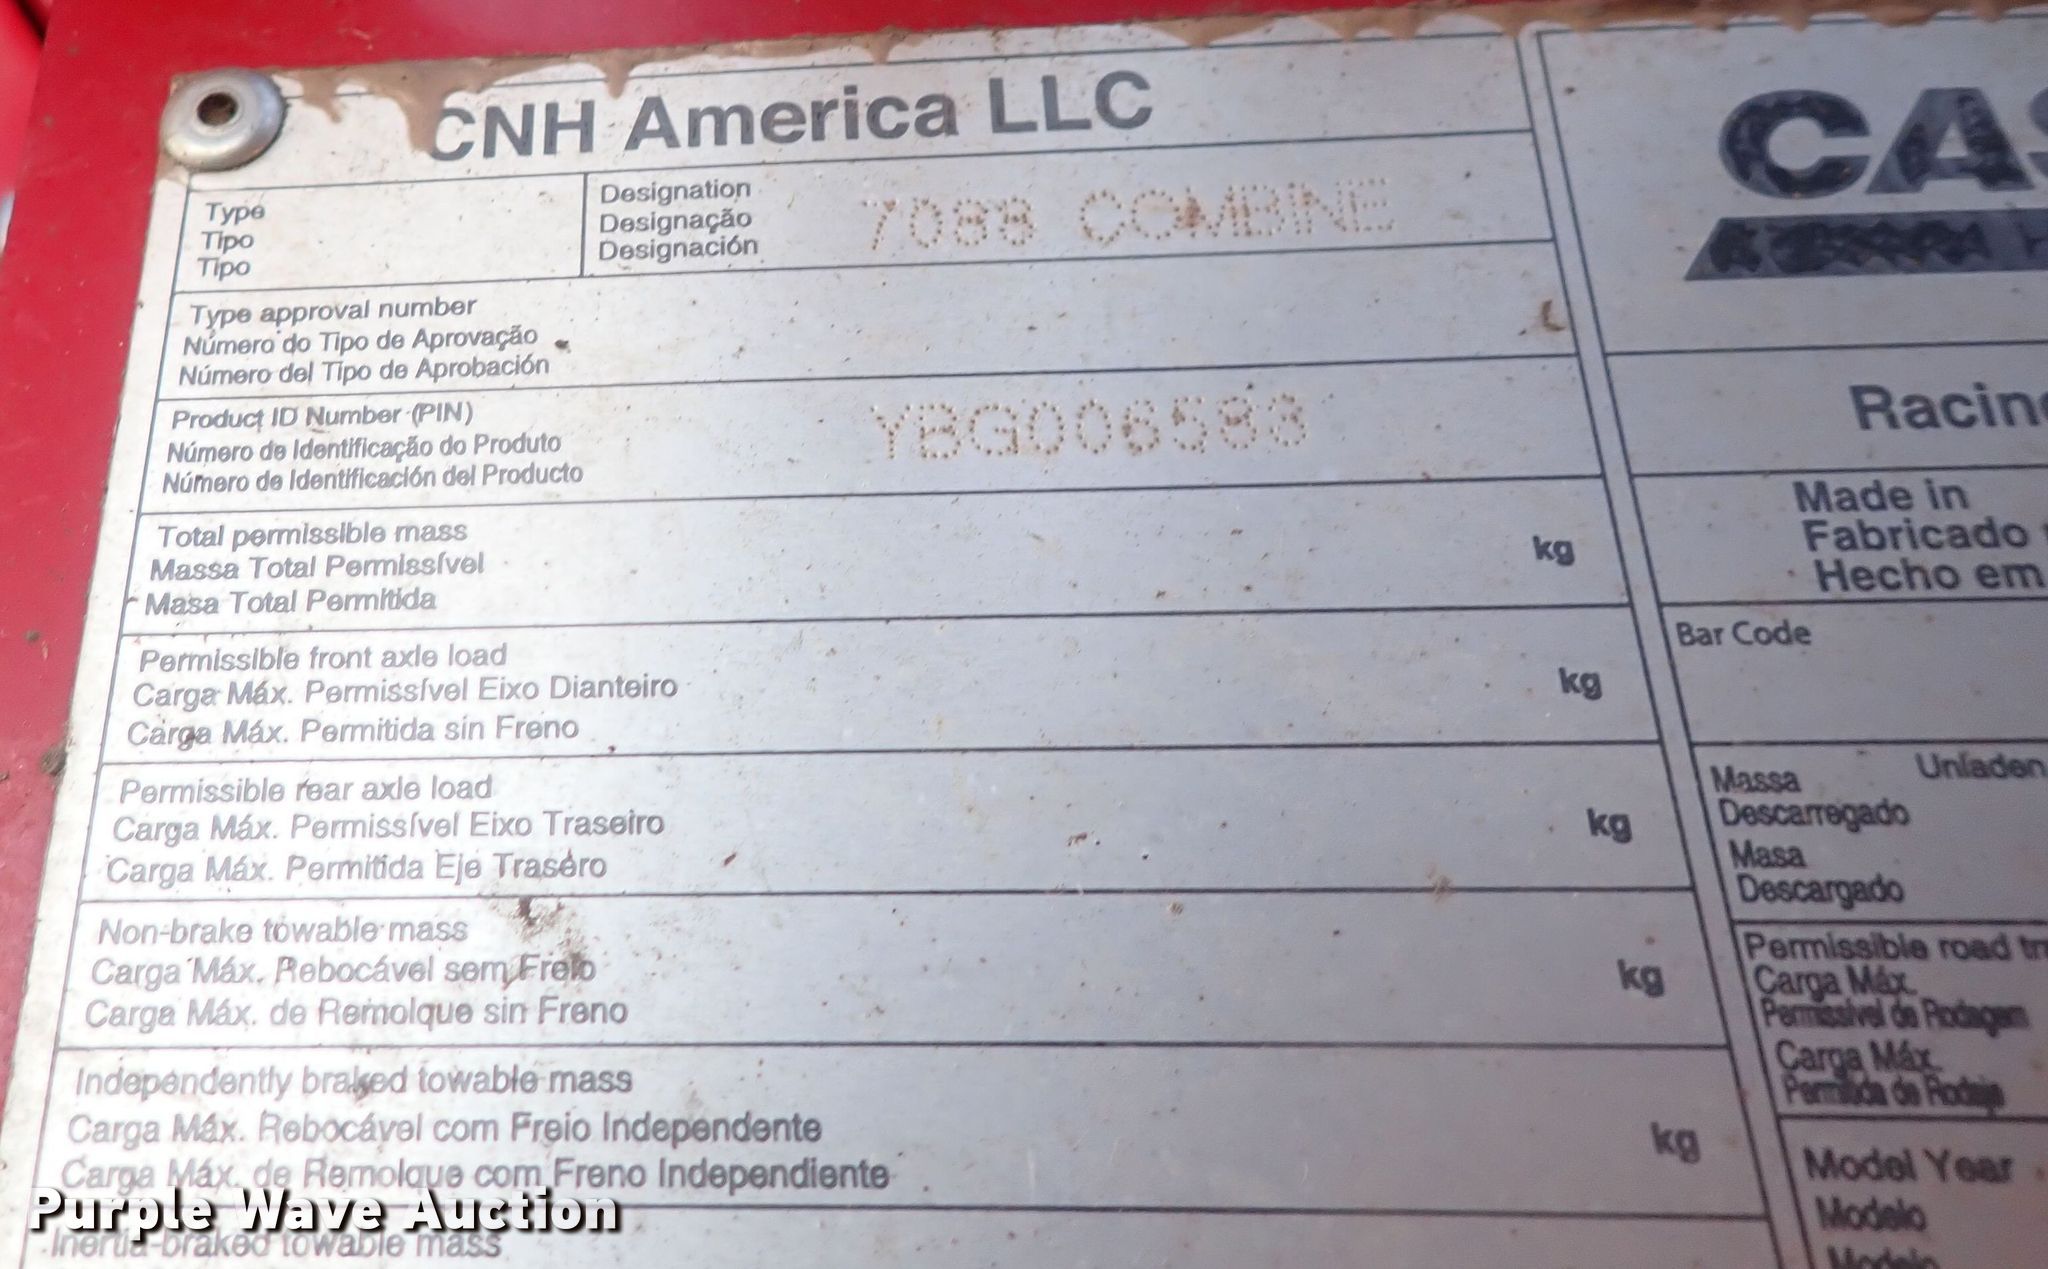 CNH America LLC
Type
Tipo
Tipo
Designation
Designação
Designación
7088 COMBINE
Type approval number
Número do Tipo de Aprovação
Número del Tipo de Aprobación
Product ID Number (PIN)
Número de Identificação do Produto
Número de Identificación del Producto
YBG006583
Total permissible mass
Massa Total Permissível
Masa Total Permitida
kg
Permissible front axle load
Carga Máx. Permissível Eixo Dianteiro
Carga Máx. Permitida sin Freno
kg
Permissible rear axle load
Carga Máx. Permissível Eixo Traseiro
Carga Máx. Permitida Eje Trasero
kg
Non-brake towable mass
Carga Máx. Rebocável sem Freio
Carga Máx. de Remolque sin Freno
kg
Independently braked towable mass
Carga Máx. Rebocável com Freio Independente
Carga Máx. de Remolque com Freno Independiente
kg
Inertia-braked towable mass
CAS
Racine
Made in
Fabricado
Hecho em
Bar Code
Massa
Unladen
Descarregado
Masa
Descargado
Permissible road tr
Carga Máx.
Permissível de Rodagem
Carga Máx.
Permitida de Rodaje
Model Year
Modelo
Modelo
Purple Wave Auction